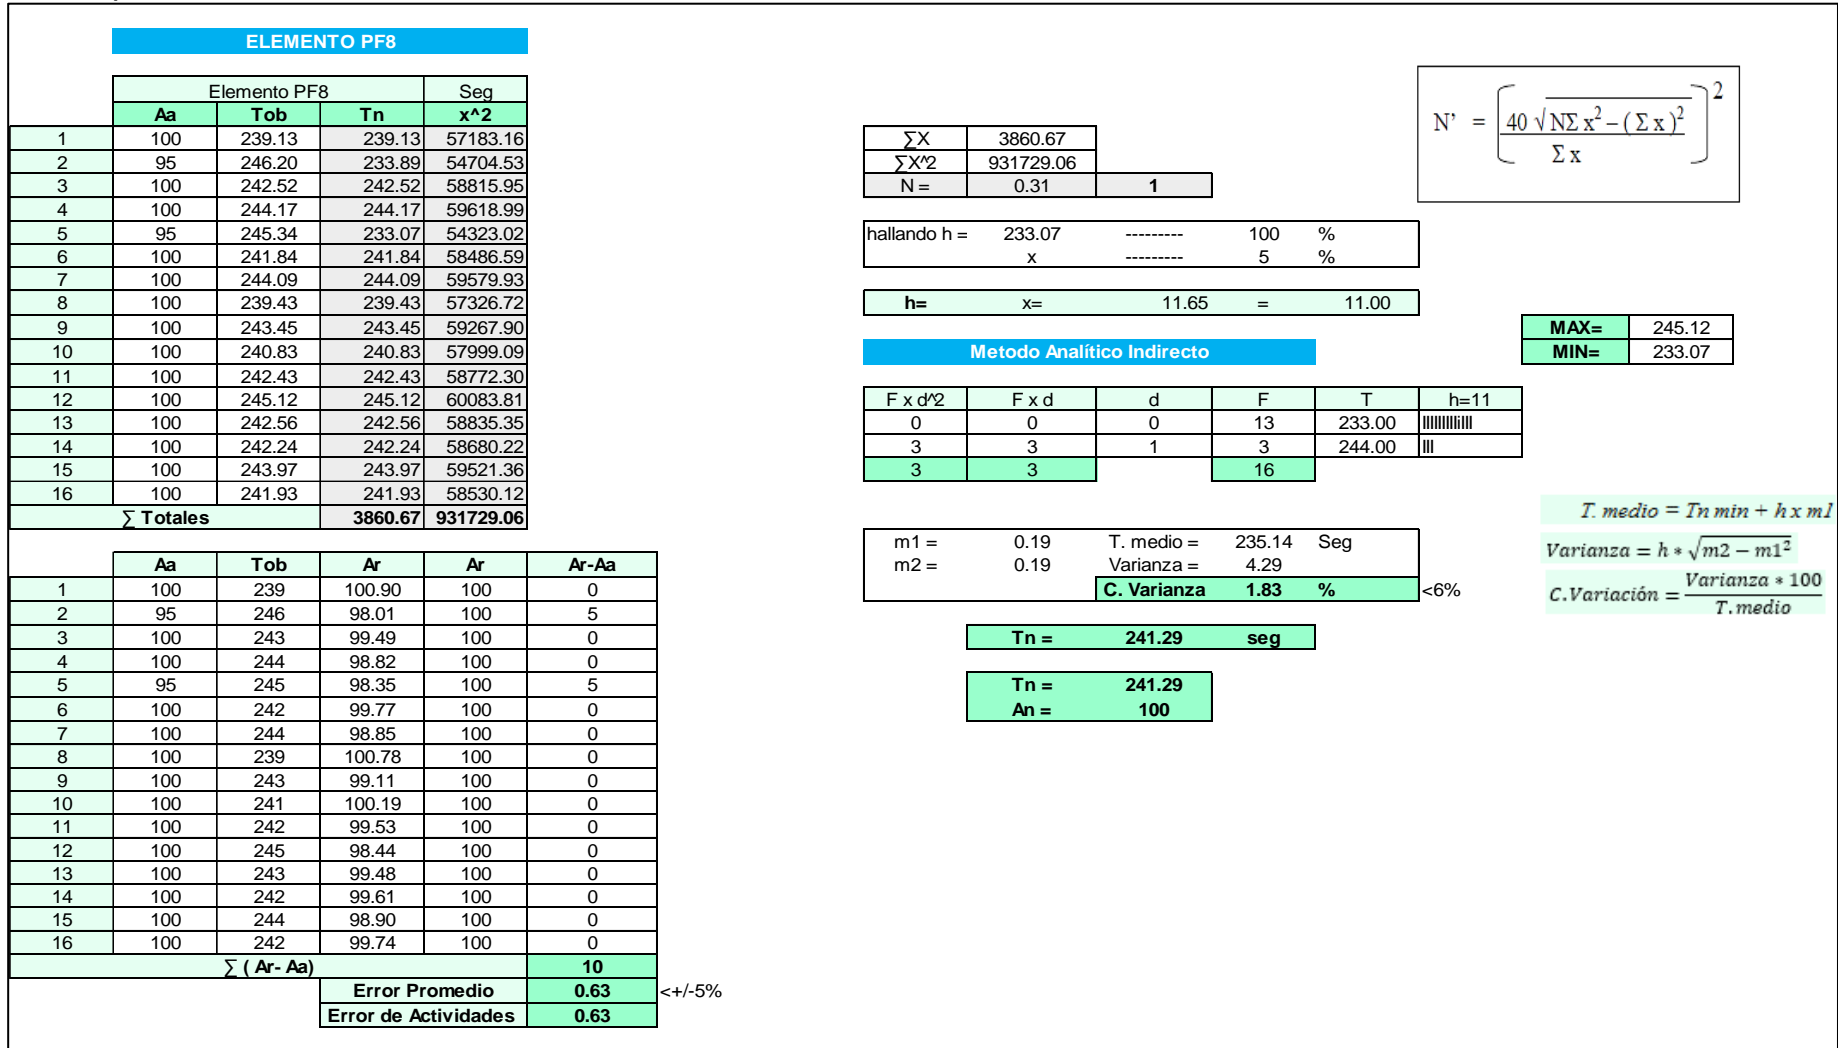 ELEMENTO PF8
Elemento PF8 Seg
Aa Tob Tn x^2
1 100 239.13 239.13 57183.16
2 95 246.20 233.89 54704.53
3 100 242.52 242.52 58815.95
4 100 244.17 244.17 59618.99
5 95 245.34 233.07 54323.02
6 100 241.84 241.84 58486.59
7 100 244.09 244.09 59579.93
8 100 239.43 239.43 57326.72
9 100 243.45 243.45 59267.90
10 100 240.83 240.83 57999.09
11 100 242.43 242.43 58772.30
12 100 245.12 245.12 60083.81
13 100 242.56 242.56 58835.35
14 100 242.24 242.24 58680.22
15 100 243.97 243.97 59521.36
16 100 241.93 241.93 58530.12
∑ Totales 3860.67 931729.06
Aa Tob Ar Ar Ar-Aa
1 100 239 100.90 100 0
2 95 246 98.01 100 5
3 100 243 99.49 100 0
4 100 244 98.82 100 0
5 95 245 98.35 100 5
6 100 242 99.77 100 0
7 100 244 98.85 100 0
8 100 239 100.78 100 0
9 100 243 99.11 100 0
10 100 241 100.19 100 0
11 100 242 99.53 100 0
12 100 245 98.44 100 0
13 100 243 99.48 100 0
14 100 242 99.61 100 0
15 100 244 98.90 100 0
16 100 242 99.74 100 0
∑ ( Ar- Aa) 10
Error Promedio 0.63 <+/-5%
Error de Actividades 0.63
∑X 3860.67
∑X^2 931729.06
N = 0.31 1
hallando h = 233.07 --------- 100 %
x --------- 5 %
h= x= 11.65 = 11.00
Metodo Analítico Indirecto
F x d^2 F x d d F T h=11
0 0 0 13 233.00
3 3 1 3 244.00 lll
3 3 16
m1 = 0.19 T. medio = 235.14 Seg
m2 = 0.19 Varianza = 4.29
C. Varianza 1.83 % <6%
Tn = 241.29 seg
Tn = 241.29
An = 100
N' = [ 40 √ NΣ x² – ( Σ x )² / Σ x ] ²
MAX= 245.12
MIN= 233.07
T. medio = Tn min + h x m1
Varianza = h * √m2 − m1²
C.Variación = Varianza * 100 / T.medio